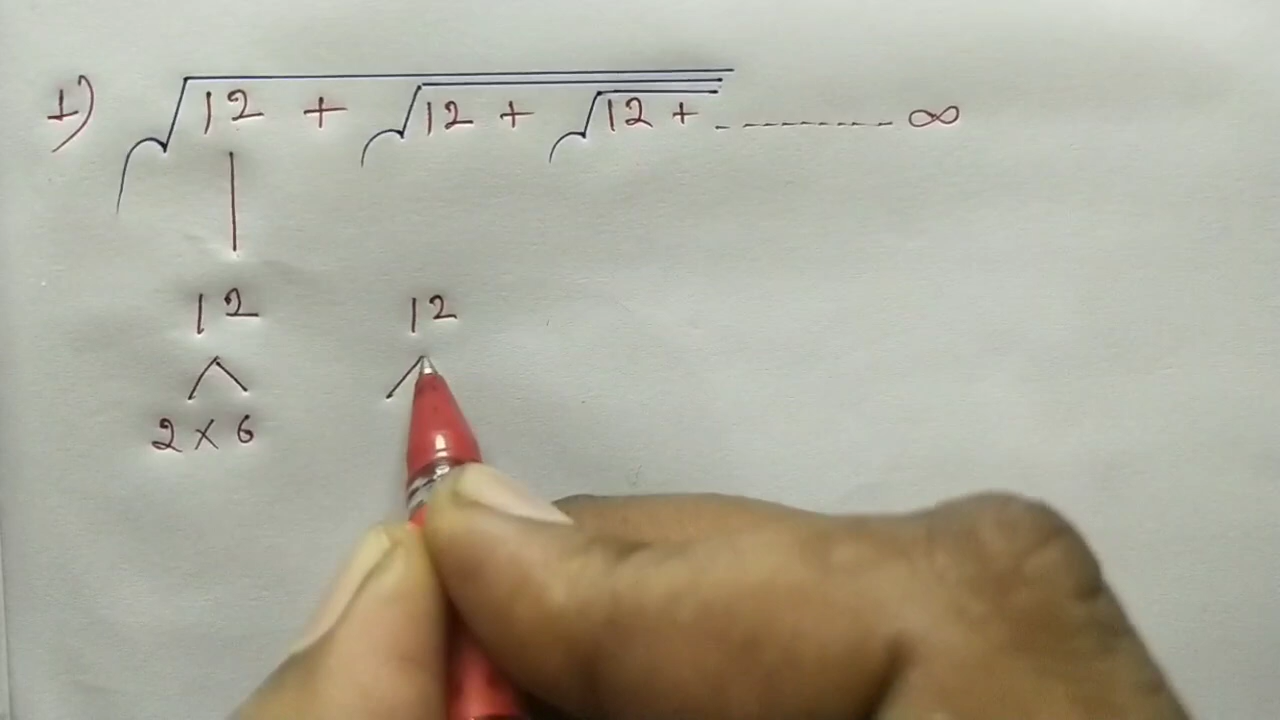 1) √12 + √12 + √12 + --------- ∞
12 12
2 × 6